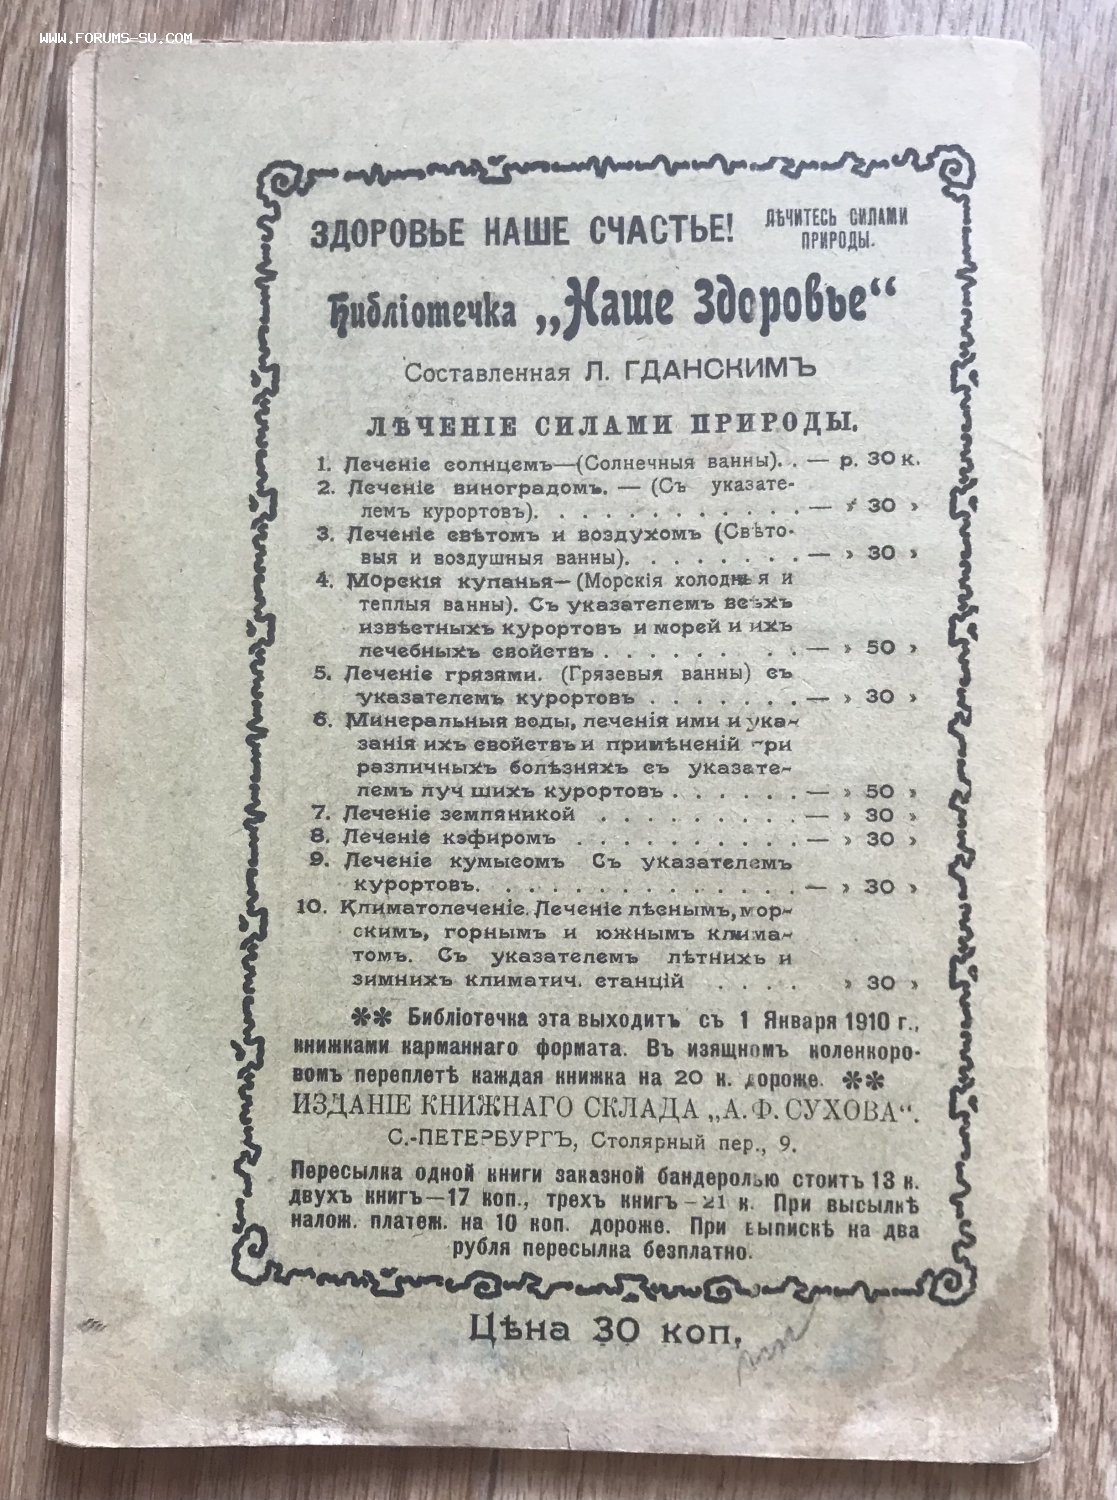 WWW.FORUMS-SU.COM
ЗДОРОВЬЕ НАШЕ СЧАСТЬЕ! ЛѢЧИТЕСЬ СИЛАМИ
ПРИРОДЫ.
Библіотечка „Наше Здоровье“
Составленная Л. ГДАНСКИМЪ
ЛѢЧЕНІЕ СИЛАМИ ПРИРОДЫ.
1. Леченіе солнцемъ—(Солнечныя ванны). . — р. 30 к.
2. Леченіе виноградомъ. — (Съ указате-
лемъ курортовъ). . . . . . . . . . . . — » 30 »
3. Леченіе свѣтомъ и воздухомъ (Свѣто-
выя и воздушныя ванны). . . . . . . . — » 30 »
4. Морскія купанья—(Морскія холодныя и
теплыя ванны). Съ указателемъ всѣхъ
извѣстныхъ курортовъ и морей и ихъ
лечебныхъ свойствъ . . . . . . . . — » 50 »
5. Леченіе грязями. (Грязевыя ванны) съ
указателемъ курортовъ . . . . . . . — » 30 »
6. Минеральныя воды, леченія ими и ука-
занія ихъ свойствъ и примѣненій при
различныхъ болѣзняхъ съ указате-
лемъ луч шихъ курортовъ . . . . . . — » 50 »
7. Леченіе земляникой . . . . . . . . . — » 30 »
8. Леченіе кэфиромъ . . . . . . . . . . — » 30 »
9. Леченіе кумысомъ Съ указателемъ
курортовъ. . . . . . . . . . . . . . — » 30 »
10. Климатолеченіе. Леченіе лѣснымъ, мор-
скимъ, горнымъ и южнымъ клима-
томъ. Съ указателемъ лѣтнихъ и
зимнихъ климатич. станцій . . . . » 30 »
** Библіотечка эта выходитъ съ 1 Января 1910 г.,
книжками карманнаго формата. Въ изящномъ коленкоро-
вомъ переплетѣ каждая книжка на 20 к. дороже. **
ИЗДАНІЕ КНИЖНАГО СКЛАДА „А. Ф. СУХОВА“.
С.-ПЕТЕРБУРГЪ, Столярный пер., 9.
Пересылка одной книги заказной бандеролью стоитъ 13 к.
двухъ книгъ—17 коп., трехъ книгъ—21 к. При высылкѣ
налож. платеж. на 10 коп. дороже. При выпискѣ на два
рубля пересылка безплатно.
Цѣна 30 коп.